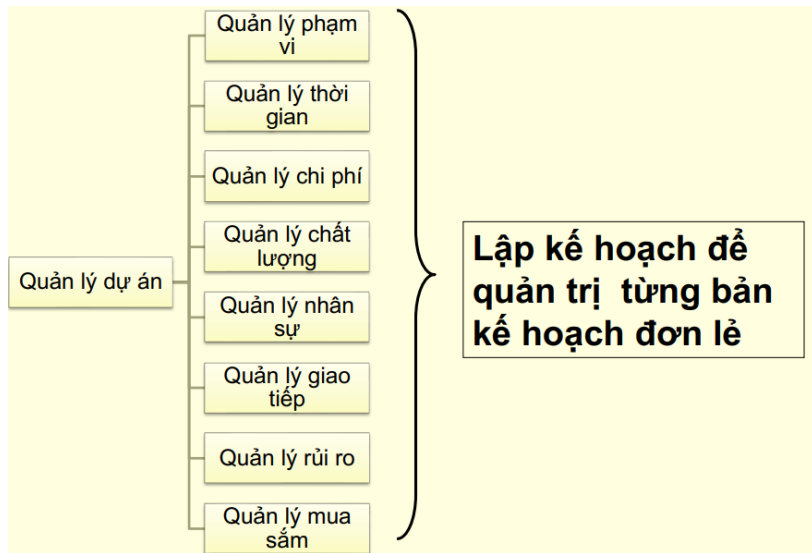 Quản lý dự án
Quản lý phạm
vi
Quản lý thời
gian
Quản lý chi phí
Quản lý chất
lượng
Quản lý nhân
sự
Quản lý giao
tiếp
Quản lý rủi ro
Quản lý mua
sắm
Lập kế hoạch để
quản trị từng bản
kế hoạch đơn lẻ